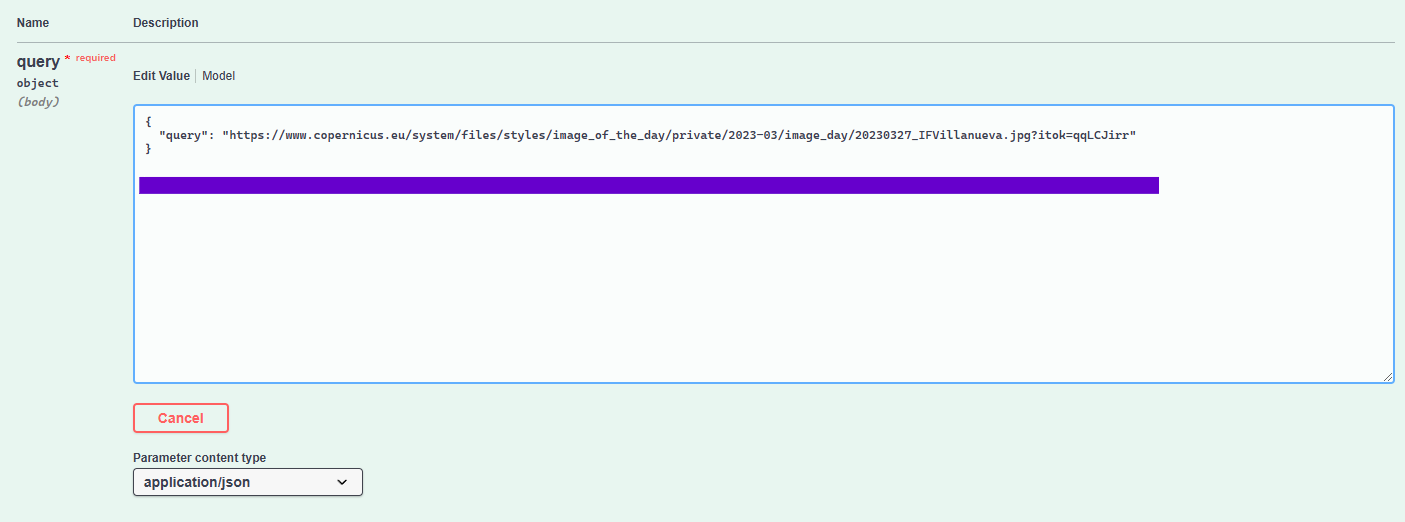 Name Description
query * required
object
(body)
Edit Value Model
{
"query": "https://www.copernicus.eu/system/files/styles/image_of_the_day/private/2023-03/image_day/20230327_IFVillanueva.jpg?itok=qqLCJirr"
}
Cancel
Parameter content type
application/json